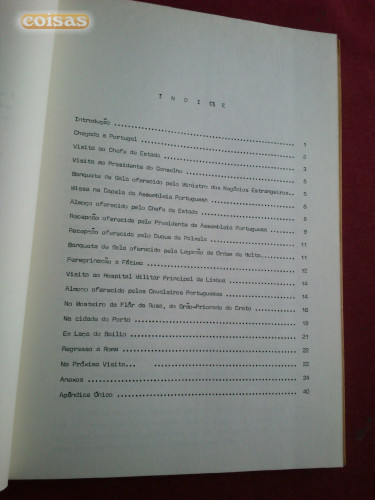 coisas
I N D I C E
Introdução 1
Chegada a Portugal 2
Visita ao Chefe do Estado 3
Visita ao Presidente do Conselho 5
Banquete de Gala oferecido pelo Ministro dos Negócios Estrangeiros.. 5
Missa na Capela da Assembleia Portuguesa 6
Almoço oferecido pelo Chefe do Estado 8
Recepção oferecida pelo Presidente da Assembleia Portuguesa 9
Recepção oferecida pelo Duque de Palmela 11
Banquete de Gala oferecido pela Legação da Ordem de Malta 11
Peregrinação a Fátima 12
Visita ao Hospital Militar Principal de Lisboa 14
Almoço oferecido pelos Cavaleiros Portugueses 14
No Mosteiro da Flôr da Rosa, do Grão-Priorado do Crato 16
Na cidade do Porto 19
Em Leça do Bailio 21
Regresso a Roma 22
Na Próxima Visita... 22
Anexos 24
Apêndice Único 40